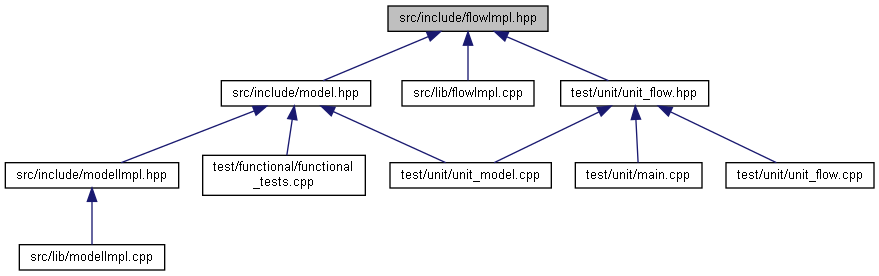 src/include/flowImpl.hpp
src/include/model.hpp
src/lib/flowImpl.cpp
test/unit/unit_flow.hpp
src/include/modelImpl.hpp
test/functional/functional
_tests.cpp
test/unit/unit_model.cpp
test/unit/main.cpp
test/unit/unit_flow.cpp
src/lib/modelImpl.cpp